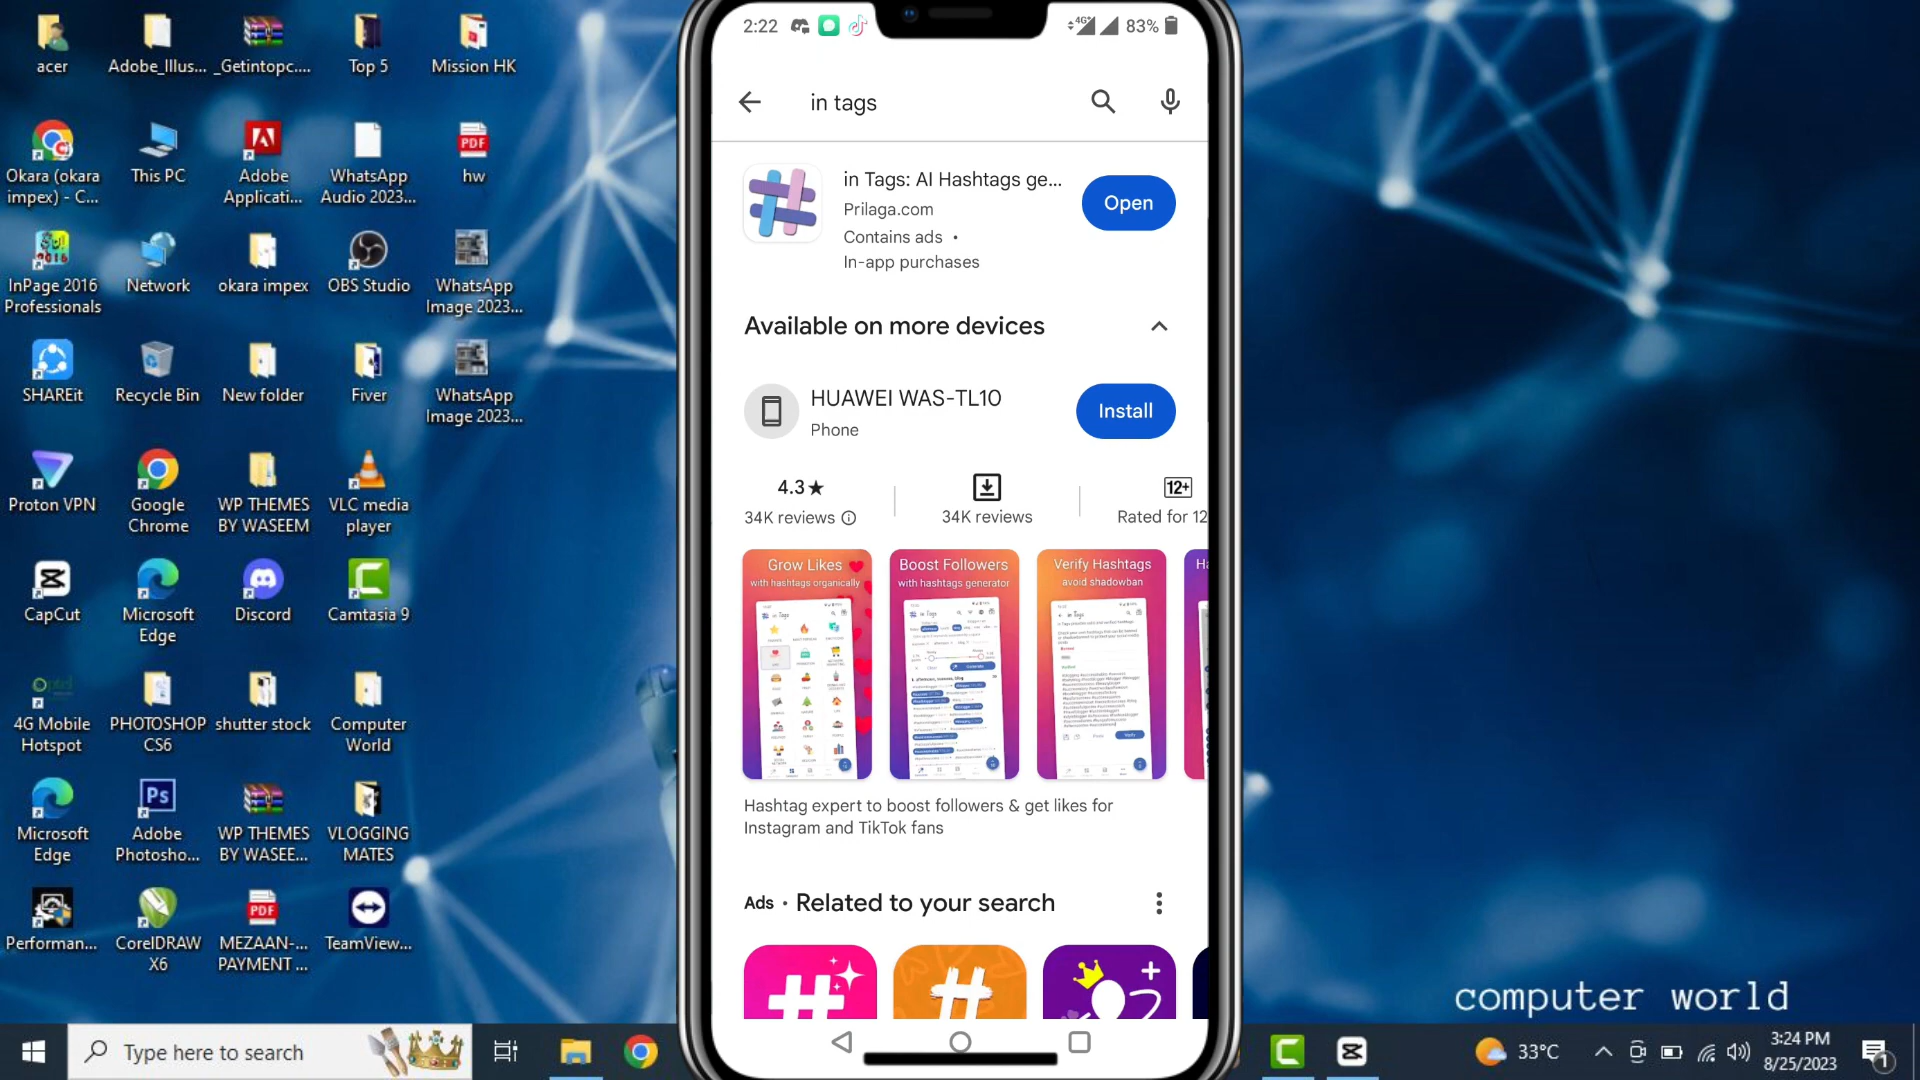 acer
Adobe_Illus...
_Getintopc....
Top 5
Mission HK
Okara (okara
impex) - C...
This PC
Adobe
Applicati...
WhatsApp
Audio 2023...
hw
InPage 2016
Professionals
Network
okara impex
OBS Studio
WhatsApp
Image 2023...
SHAREit
Recycle Bin
New folder
Fiver
WhatsApp
Image 2023...
Proton VPN
Google
Chrome
WP THEMES
BY WASEEM
VLC media
player
CapCut
Microsoft
Edge
Discord
Camtasia 9
4G Mobile
Hotspot
PHOTOSHOP
CS6
shutter stock
Computer
World
Microsoft
Edge
Adobe
Photosho...
WP THEMES
BY WASEE...
VLOGGING
MATES
Performan...
CorelDRAW
X6
MEZAAN-...
PAYMENT ...
TeamView...
2:22
4G+
83%
in tags
in Tags: AI Hashtags ge...
Prilaga.com
Contains ads •
In-app purchases
Open
Available on more devices
HUAWEI WAS-TL10
Phone
Install
4.3★
34K reviews
34K reviews
12+
Rated for 12
Grow Likes
with hashtags organically
Boost Followers
with hashtags generator
Verify Hashtags
avoid shadowban
Hashtag expert to boost followers & get likes for
Instagram and TikTok fans
Ads • Related to your search
computer world
Type here to search
33°C
3:24 PM
8/25/2023
1